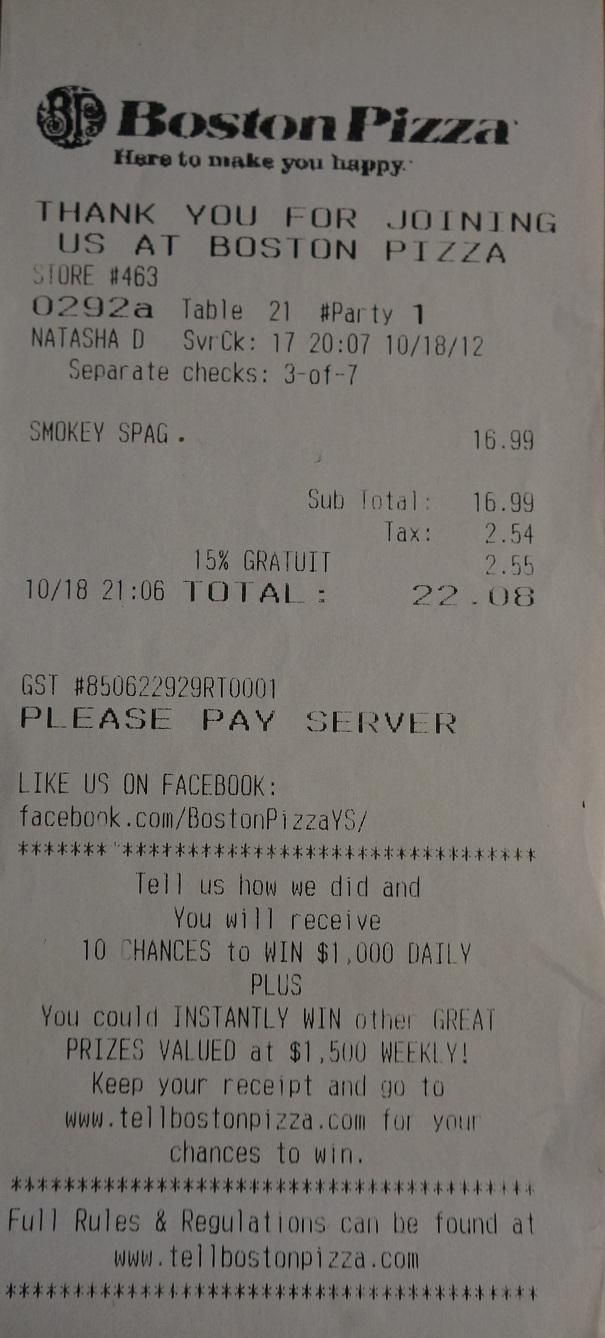 BP Boston Pizza
Here to make you happy.
THANK YOU FOR JOINING
US AT BOSTON PIZZA
STORE #463
0292a Table 21 #Party 1
NATASHA D SvrCk: 17 20:07 10/18/12
Separate checks: 3-of-7
SMOKEY SPAG . 16.99
Sub Total: 16.99
Tax: 2.54
15% GRATUIT 2.55
10/18 21:06 TOTAL: 22.08
GST #850622929RT0001
PLEASE PAY SERVER
LIKE US ON FACEBOOK:
facebook.com/BostonPizzaYS/
****************************************
Tell us how we did and
You will receive
10 CHANCES to WIN $1,000 DAILY
PLUS
You could INSTANTLY WIN other GREAT
PRIZES VALUED at $1,500 WEEKLY!
Keep your receipt and go to
www.tellbostonpizza.com for your
chances to win.
****************************************
Full Rules & Regulations can be found at
www.tellbostonpizza.com
****************************************